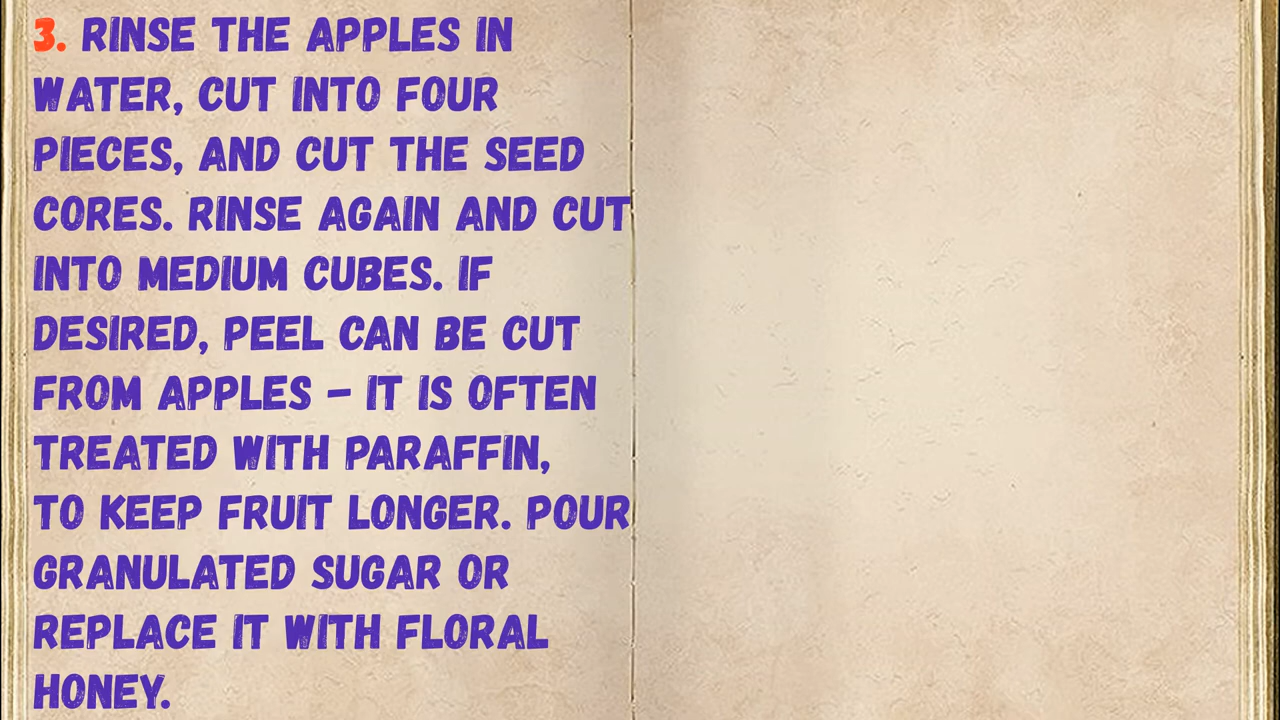 3. RINSE THE APPLES IN
WATER, CUT INTO FOUR
PIECES, AND CUT THE SEED
CORES. RINSE AGAIN AND CUT
INTO MEDIUM CUBES. IF
DESIRED, PEEL CAN BE CUT
FROM APPLES – IT IS OFTEN
TREATED WITH PARAFFIN,
TO KEEP FRUIT LONGER. POUR
GRANULATED SUGAR OR
REPLACE IT WITH FLORAL
HONEY.